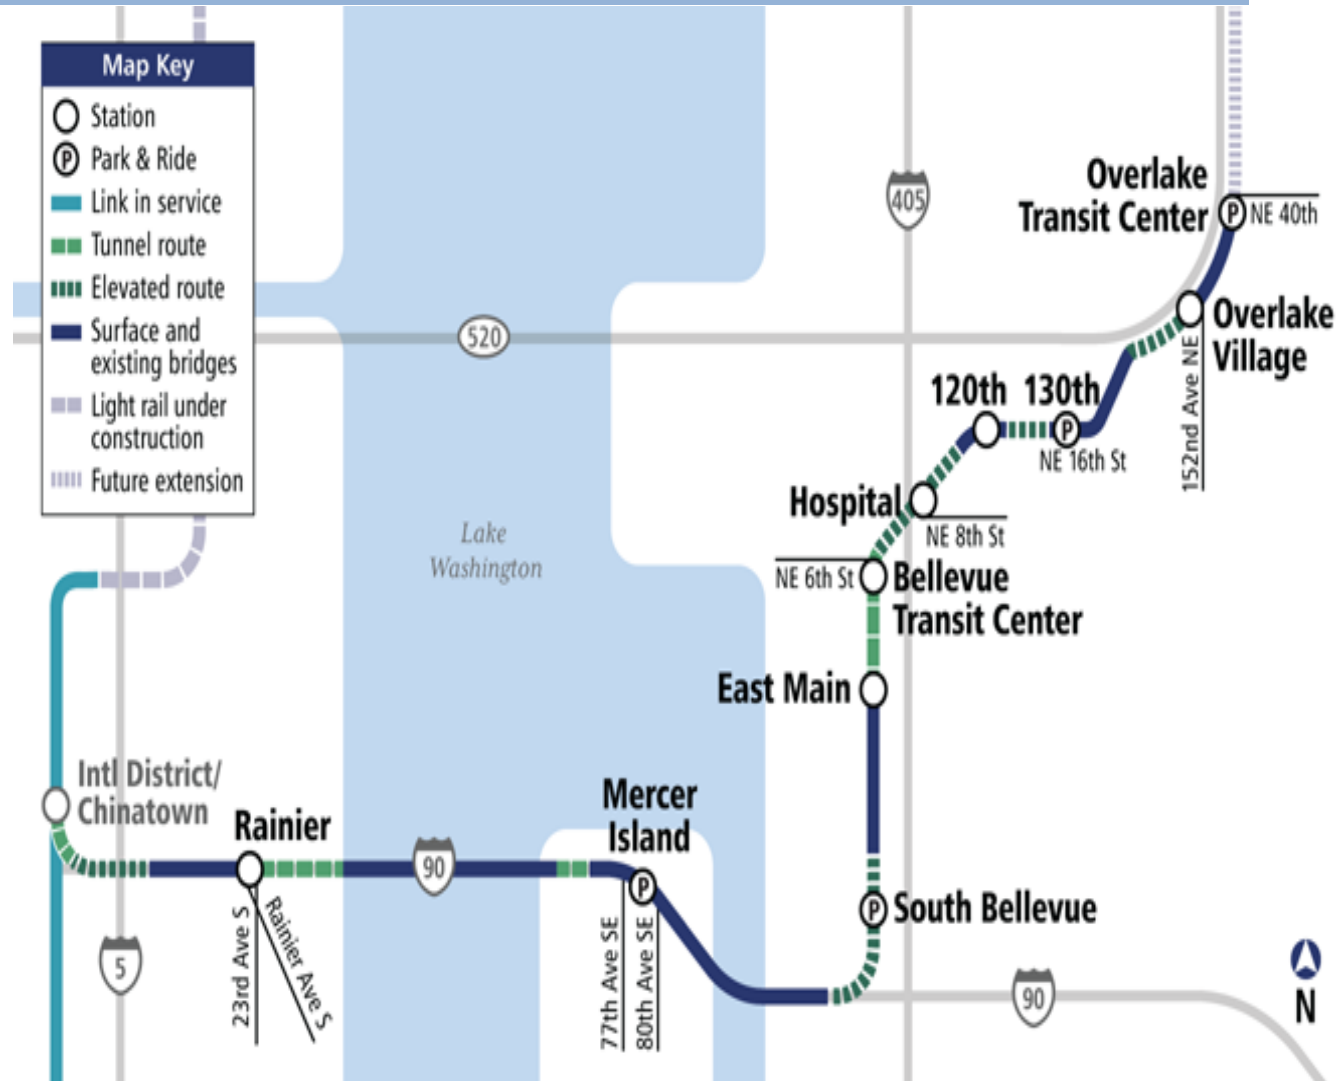 Map Key
Station
Park & Ride
Link in service
Tunnel route
Elevated route
Surface and
existing bridges
Light rail under
construction
Future extension
405
Overlake
Transit Center
P
NE 40th
520
Overlake
Village
152nd Ave NE
120th
130th
P
NE 16th St
Hospital
NE 8th St
Lake
Washington
NE 6th St
Bellevue
Transit Center
East Main
Intl District/
Chinatown
Rainier
Mercer
Island
90
P
P
South Bellevue
23rd Ave S
Rainier Ave S
77th Ave SE
80th Ave SE
5
90
N